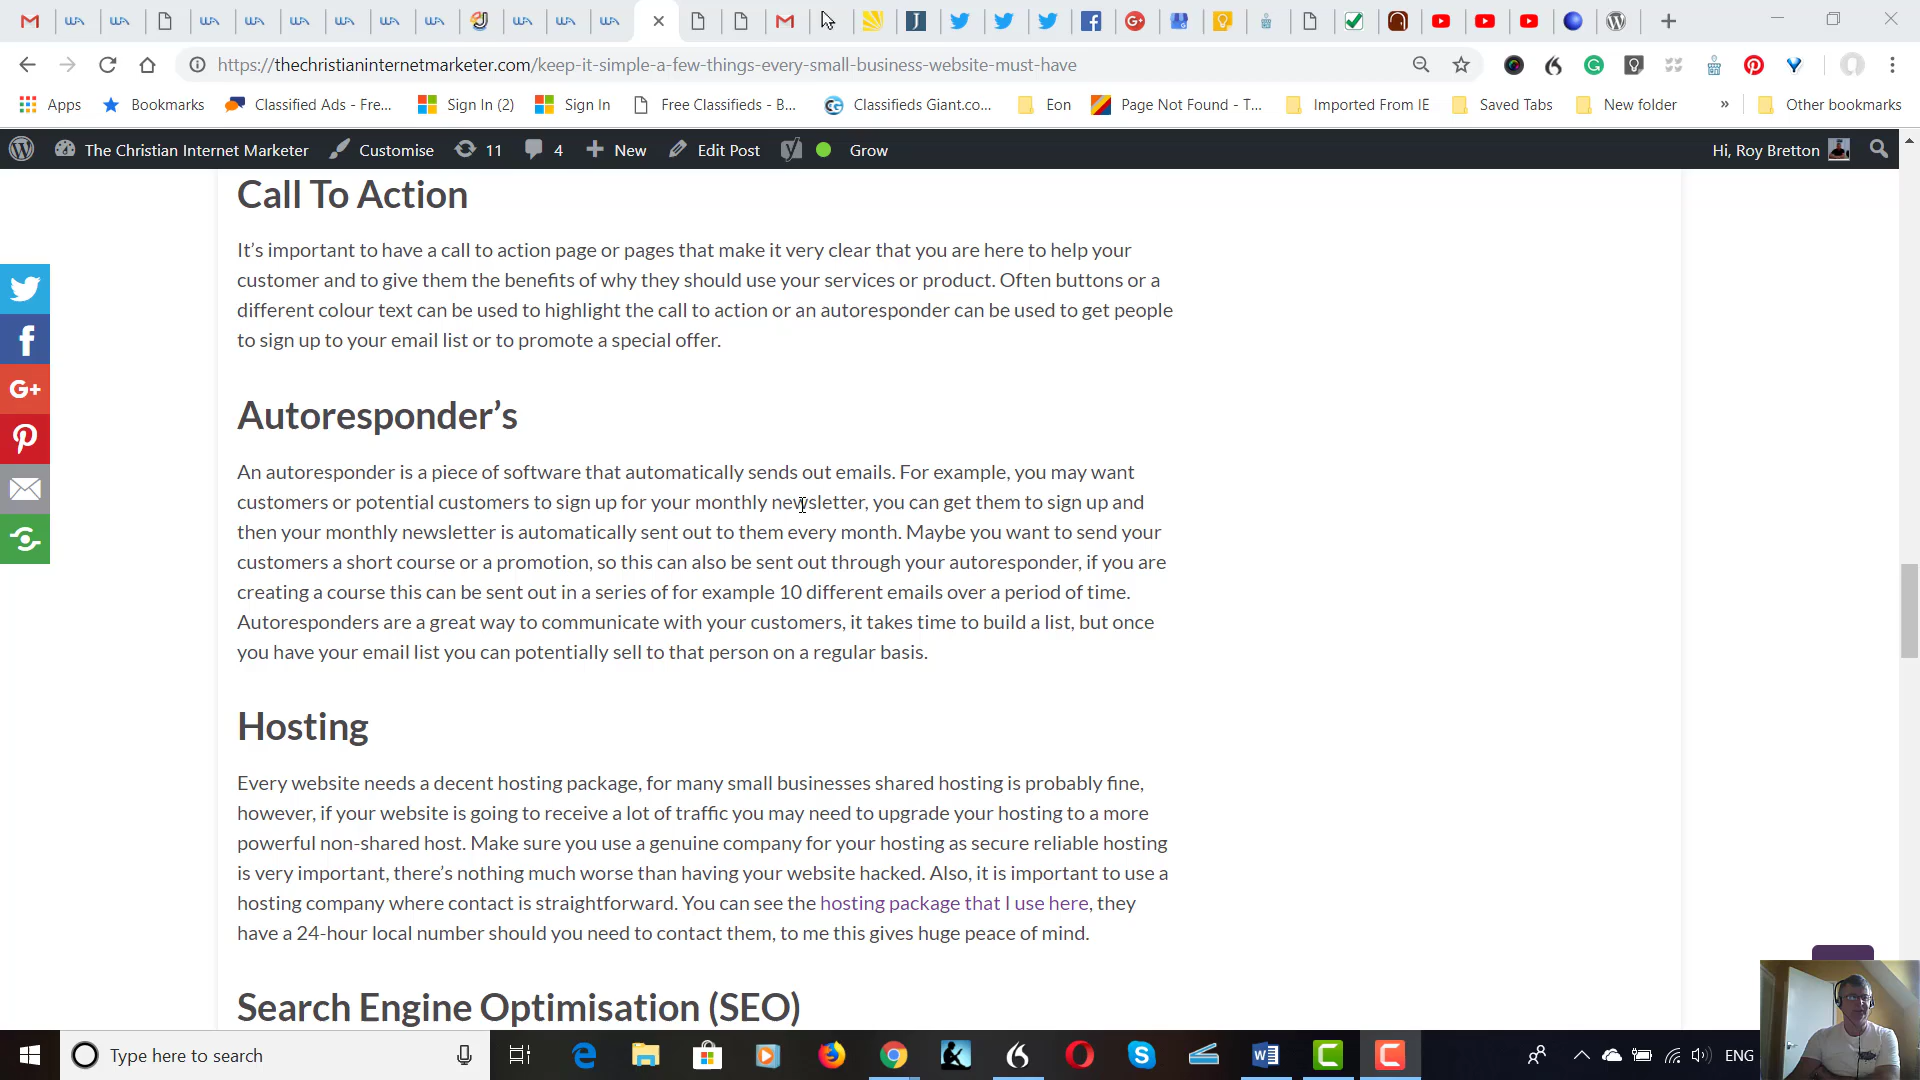 https://thechristianinternetmarketer.com/keep-it-simple-a-few-things-every-small-business-website-must-have
Apps Bookmarks Classified Ads - Fre... Sign In (2) Sign In Free Classifieds - B... Classifieds Giant.co... Eon Page Not Found - T... Imported From IE Saved Tabs New folder » Other bookmarks
The Christian Internet Marketer Customise 11 4 New Edit Post Grow Hi, Roy Bretton
Call To Action
It's important to have a call to action page or pages that make it very clear that you are here to help your
customer and to give them the benefits of why they should use your services or product. Often buttons or a
different colour text can be used to highlight the call to action or an autoresponder can be used to get people
to sign up to your email list or to promote a special offer.
Autoresponder's
An autoresponder is a piece of software that automatically sends out emails. For example, you may want
customers or potential customers to sign up for your monthly newsletter, you can get them to sign up and
then your monthly newsletter is automatically sent out to them every month. Maybe you want to send your
customers a short course or a promotion, so this can also be sent out through your autoresponder, if you are
creating a course this can be sent out in a series of for example 10 different emails over a period of time.
Autoresponders are a great way to communicate with your customers, it takes time to build a list, but once
you have your email list you can potentially sell to that person on a regular basis.
Hosting
Every website needs a decent hosting package, for many small businesses shared hosting is probably fine,
however, if your website is going to receive a lot of traffic you may need to upgrade your hosting to a more
powerful non-shared host. Make sure you use a genuine company for your hosting as secure reliable hosting
is very important, there's nothing much worse than having your website hacked. Also, it is important to use a
hosting company where contact is straightforward. You can see the hosting package that I use here, they
have a 24-hour local number should you need to contact them, to me this gives huge peace of mind.
Search Engine Optimisation (SEO)
Type here to search
ENG